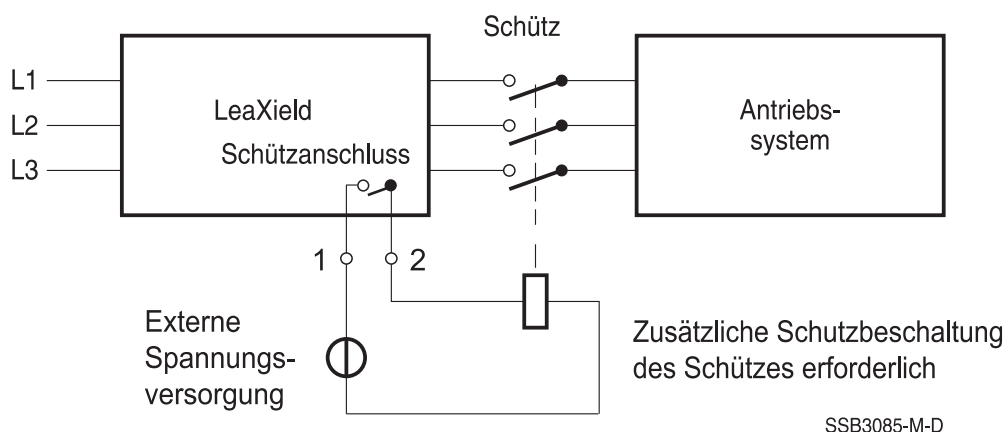 Schütz
L1
L2
L3
LeaXield
Schützanschluss
Antriebs-
system
1
2
Externe
Spannungs-
versorgung
Zusätzliche Schutzbeschaltung
des Schützes erforderlich
SSB3085-M-D